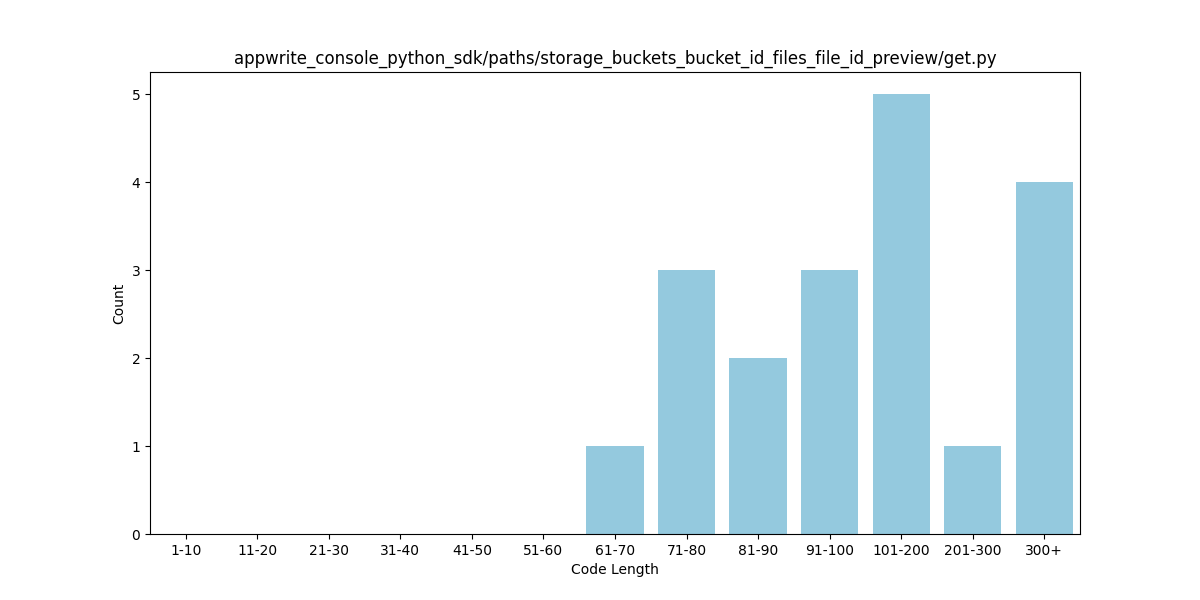 appwrite_console_python_sdk/paths/storage_buckets_bucket_id_files_file_id_preview/get.py
5
4
3
2
1
0
Count
1-10 11-20 21-30 31-40 41-50 51-60 61-70 71-80 81-90 91-100 101-200 201-300 300+
Code Length